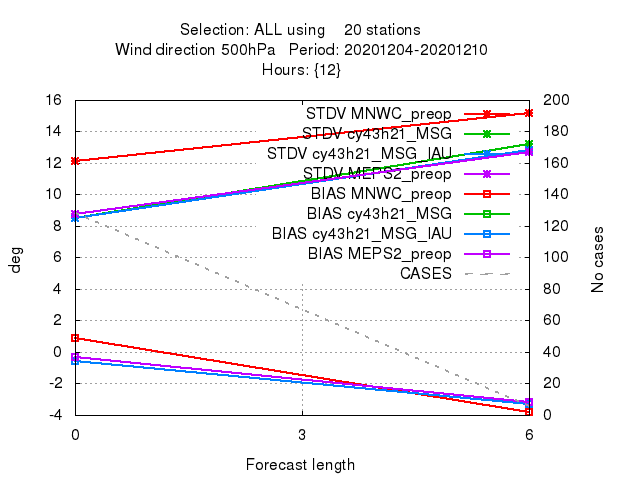 Selection: ALL using 20 stations
Wind direction 500hPa Period: 20201204-20201210
Hours: {12}
16 200
14 180
12 160
10 140
8 120
6 100
4 80
2 60
0 40
-2 20
-4 0
deg
No cases
STDV MNWC_preop
STDV cy43h21_MSG
STDV cy43h21_MSG_IAU
STDV MEPS2_preop
BIAS MNWC_preop
BIAS cy43h21_MSG
BIAS cy43h21_MSG_IAU
BIAS MEPS2_preop
CASES
0 3 6
Forecast length